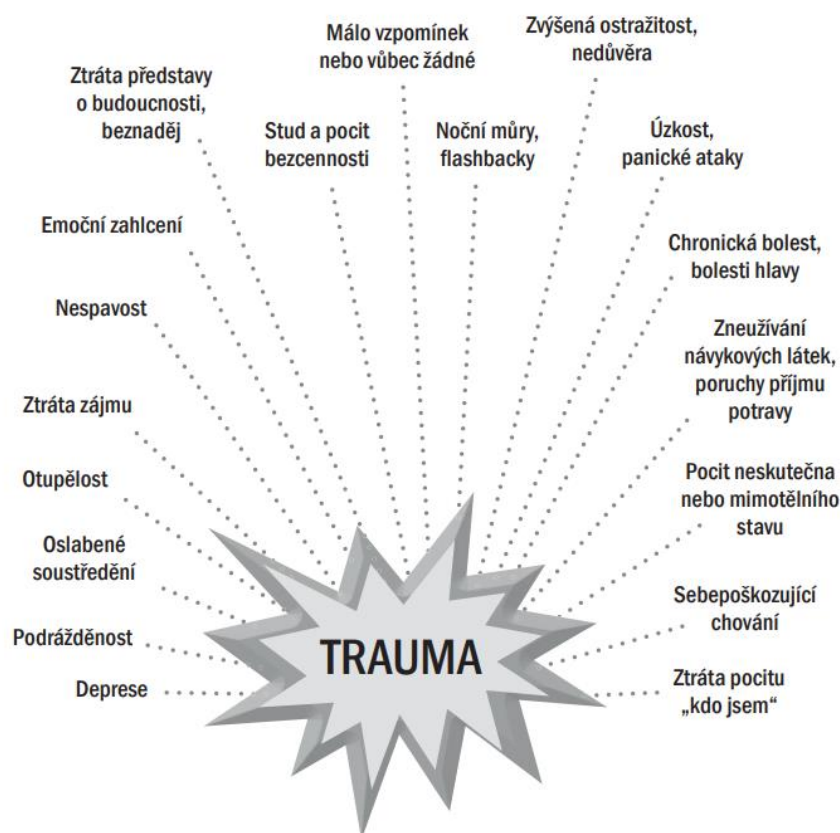 Málo vzpomínek
nebo vůbec žádné
Zvýšená ostražitost,
nedůvěra
Ztráta představy
o budoucnosti,
beznaděj
Stud a pocit
bezcennosti
Noční můry,
flashbacky
Úzkost,
panické ataky
Emoční zahlcení
Chronická bolest,
bolesti hlavy
Nespavost
Zneužívání
návykových látek,
poruchy příjmu
potravy
Ztráta zájmu
Otupělost
Pocit neskutečna
nebo mimotělního
stavu
Oslabené
soustředění
Sebepoškozující
chování
Podrážděnost
TRAUMA
Deprese
Ztráta pocitu
„kdo jsem“